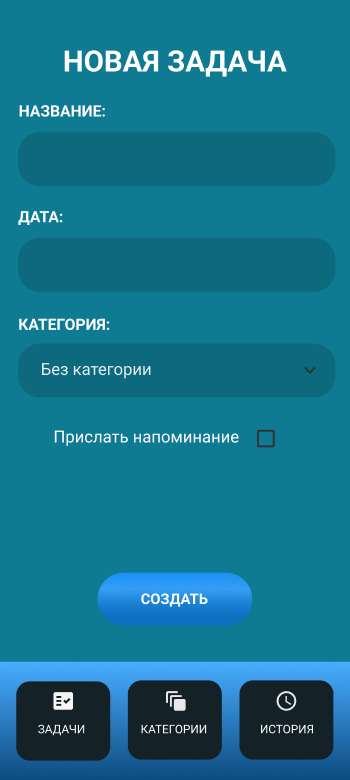 НОВАЯ ЗАДАЧА
НАЗВАНИЕ:
ДАТА:
КАТЕГОРИЯ:
Без категории
Прислать напоминание
СОЗДАТЬ
ЗАДАЧИ
КАТЕГОРИИ
ИСТОРИЯ